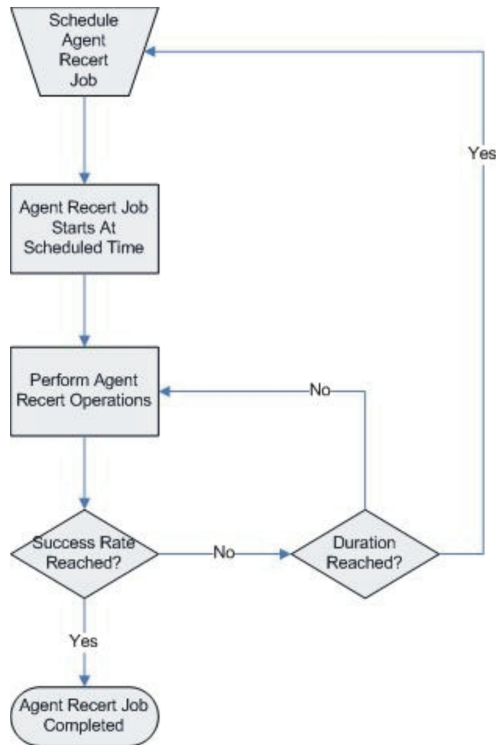 Schedule
Agent
Recert
Job
Yes
Agent Recert Job
Starts At
Scheduled Time
Perform Agent
Recert Operations
No
Success Rate
Reached?
No
Duration
Reached?
Yes
Agent Recert Job
Completed